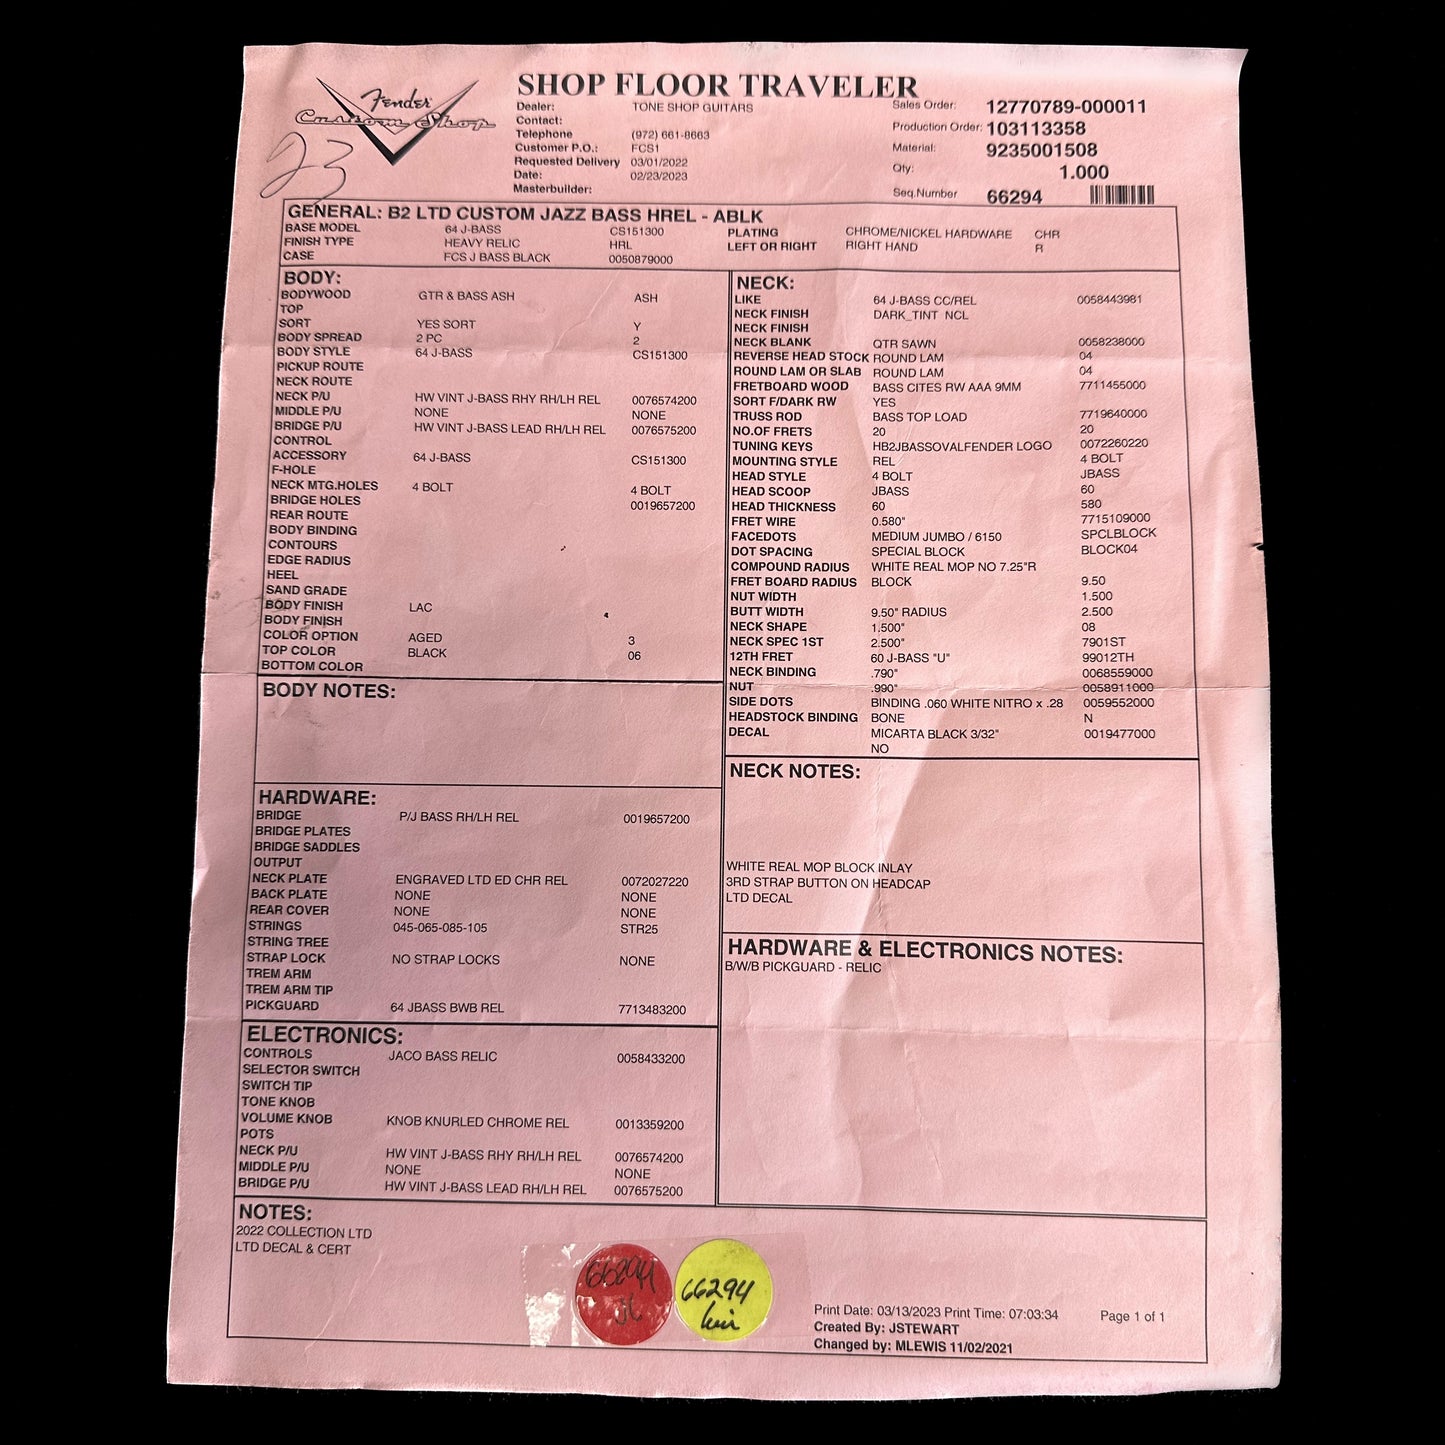 Fender
Custom Shop
23
SHOP FLOOR TRAVELER
Dealer: TONE SHOP GUITARS
Contact:
Telephone (972) 661-8663
Customer P.O.: FCS1
Requested Delivery 03/01/2022
Date: 02/23/2023
Masterbuilder:
Sales Order: 12770789-000011
Production Order: 103113358
Material: 9235001508
Qty: 1.000
Seq.Number 66294
GENERAL: B2 LTD CUSTOM JAZZ BASS HREL - ABLK
BASE MODEL 64 J-BASS CS151300
FINISH TYPE HEAVY RELIC HRL
CASE FCS J BASS BLACK 0050879000
PLATING CHROME/NICKEL HARDWARE CHR
LEFT OR RIGHT RIGHT HAND R
BODY:
BODYWOOD GTR & BASS ASH ASH
TOP
SORT YES SORT Y
BODY SPREAD 2 PC 2
BODY STYLE 64 J-BASS CS151300
PICKUP ROUTE
NECK ROUTE
NECK P/U HW VINT J-BASS RHY RH/LH REL 0076574200
MIDDLE P/U NONE NONE
BRIDGE P/U HW VINT J-BASS LEAD RH/LH REL 0076575200
CONTROL
ACCESSORY 64 J-BASS CS151300
F-HOLE
NECK MTG.HOLES 4 BOLT 4 BOLT
BRIDGE HOLES 0019657200
REAR ROUTE
BODY BINDING
CONTOURS
EDGE RADIUS
HEEL
SAND GRADE
BODY FINISH LAC
BODY FINISH
COLOR OPTION AGED 3
TOP COLOR BLACK 06
BOTTOM COLOR
BODY NOTES:
HARDWARE:
BRIDGE P/J BASS RH/LH REL 0019657200
BRIDGE PLATES
BRIDGE SADDLES
OUTPUT
NECK PLATE ENGRAVED LTD ED CHR REL 0072027220
BACK PLATE NONE NONE
REAR COVER NONE NONE
STRINGS 045-065-085-105 STR25
STRING TREE
STRAP LOCK NO STRAP LOCKS NONE
TREM ARM
TREM ARM TIP
PICKGUARD 64 JBASS BWB REL 7713483200
ELECTRONICS:
CONTROLS JACO BASS RELIC 0058433200
SELECTOR SWITCH
SWITCH TIP
TONE KNOB
VOLUME KNOB KNOB KNURLED CHROME REL 0013359200
POTS
NECK P/U HW VINT J-BASS RHY RH/LH REL 0076574200
MIDDLE P/U NONE NONE
BRIDGE P/U HW VINT J-BASS LEAD RH/LH REL 0076575200
NECK:
LIKE 64 J-BASS CC/REL 0058443981
NECK FINISH DARK_TINT NCL
NECK FINISH
NECK BLANK QTR SAWN 0058238000
REVERSE HEAD STOCK ROUND LAM 04
ROUND LAM OR SLAB ROUND LAM 04
FRETBOARD WOOD BASS CITES RW AAA 9MM 7711455000
SORT F/DARK RW YES
TRUSS ROD BASS TOP LOAD 7719640000
NO.OF FRETS 20 20
TUNING KEYS HB2JBASSOVALFENDER LOGO 0072260220
MOUNTING STYLE REL 4 BOLT
HEAD STYLE 4 BOLT JBASS
HEAD SCOOP JBASS 60
HEAD THICKNESS 60 580
FRET WIRE 0.580" 7715109000
FACEDOTS MEDIUM JUMBO / 6150 SPCLBLOCK
DOT SPACING SPECIAL BLOCK BLOCK04
COMPOUND RADIUS WHITE REAL MOP NO 7.25"R
FRET BOARD RADIUS BLOCK 9.50
NUT WIDTH 1.500
BUTT WIDTH 9.50" RADIUS 2.500
NECK SHAPE 1.500" 08
NECK SPEC 1ST 2.500" 7901ST
12TH FRET 60 J-BASS "U" 99012TH
NECK BINDING .790" 0068559000
NUT .990" 0058911000
SIDE DOTS BINDING .060 WHITE NITRO x .28 0059552000
HEADSTOCK BINDING BONE N
DECAL MICARTA BLACK 3/32" 0019477000
NO
NECK NOTES:
WHITE REAL MOP BLOCK INLAY
3RD STRAP BUTTON ON HEADCAP
LTD DECAL
HARDWARE & ELECTRONICS NOTES:
B/W/B PICKGUARD - RELIC
NOTES:
2022 COLLECTION LTD
LTD DECAL & CERT
66294
66294
Print Date: 03/13/2023 Print Time: 07:03:34 Page 1 of 1
Created By: JSTEWART
Changed by: MLEWIS 11/02/2021